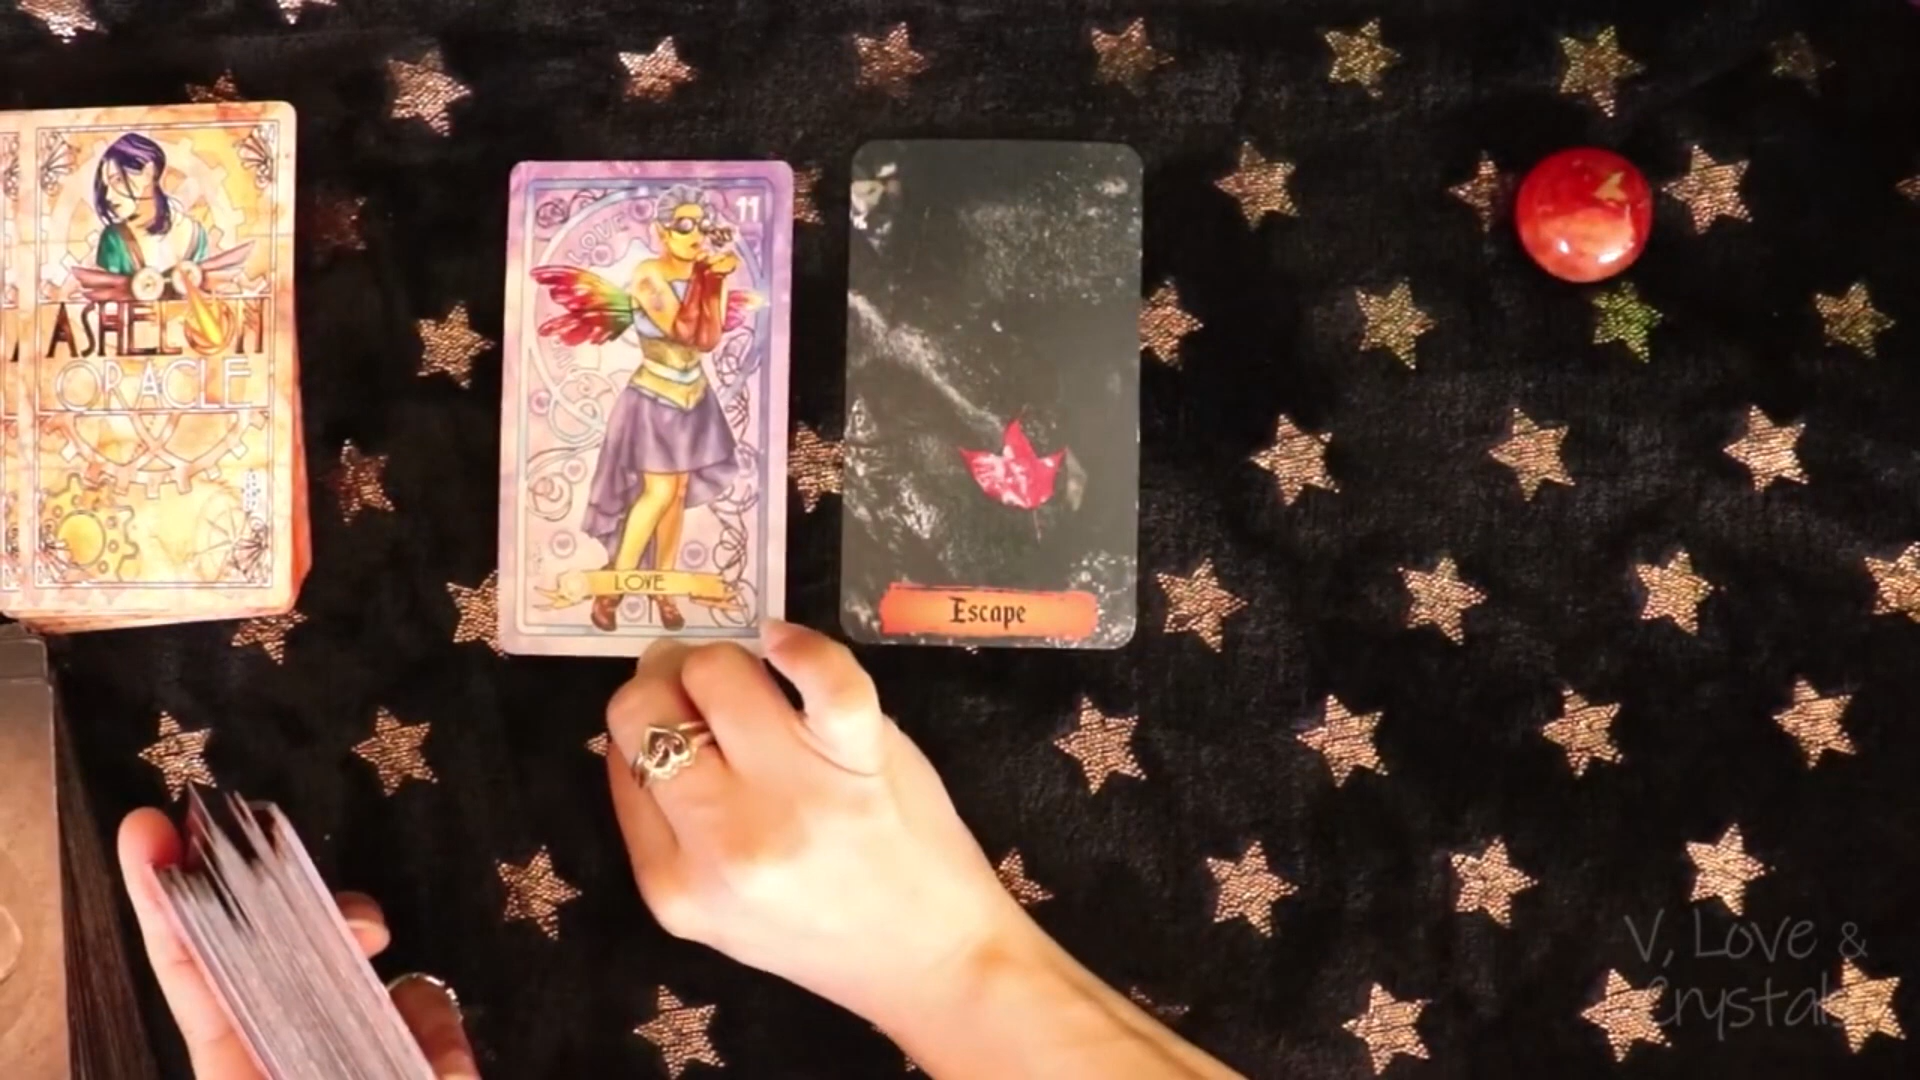 ASHELON
ORACLE
11
LOVE
LOVE
Escape
V, Love &
Crystals